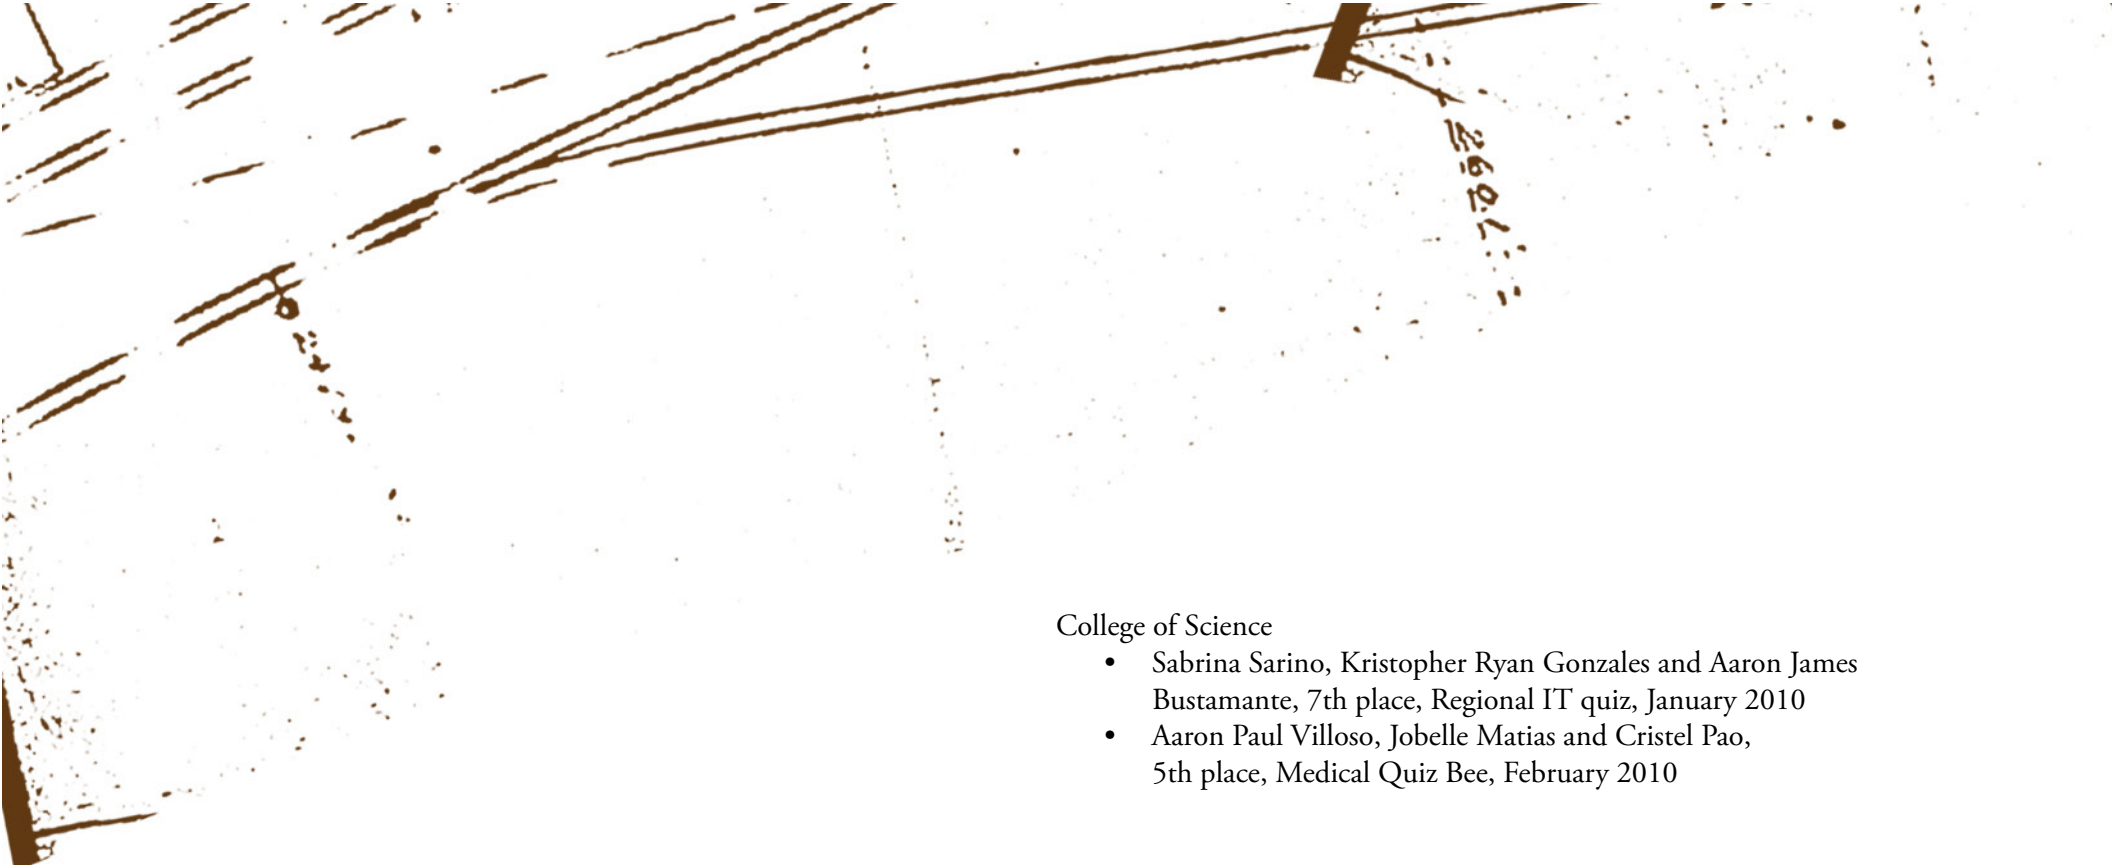 College of Science
• Sabrina Sarino, Kristopher Ryan Gonzales and Aaron James
Bustamante, 7th place, Regional IT quiz, January 2010
• Aaron Paul Villoso, Jobelle Matias and Cristel Pao,
5th place, Medical Quiz Bee, February 2010